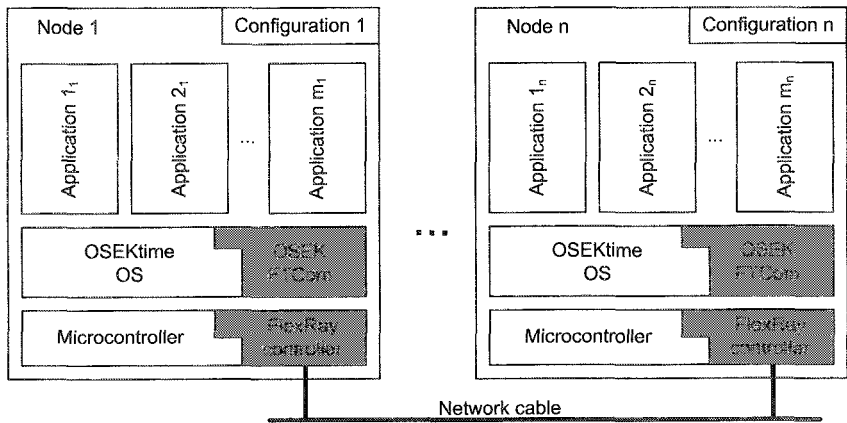 Node 1
Configuration 1
Application 1₁
Application 2₁
...
Application m₁
OSEKtime
OS
OSEK
FTCom
Microcontroller
FlexRay
controller
...
Node n
Configuration n
Application 1ₙ
Application 2ₙ
...
Application mₙ
OSEKtime
OS
OSEK
FTCom
Microcontroller
FlexRay
controller
Network cable